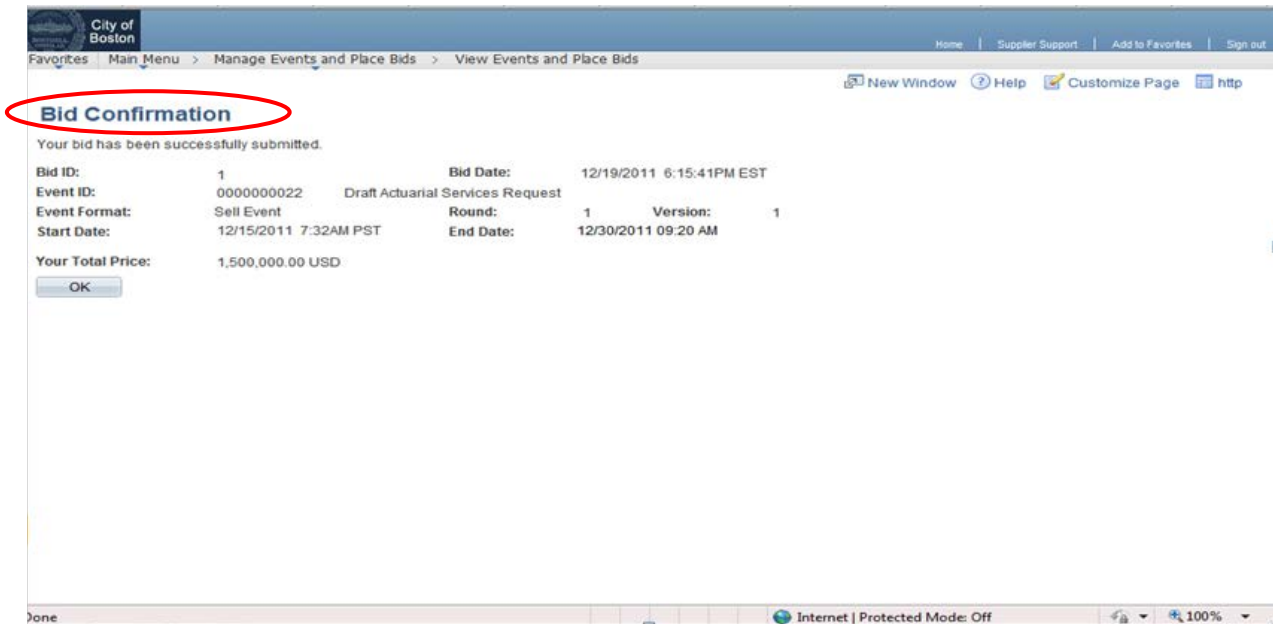 City of
Boston
Home | Supplier Support | Add to Favorites | Sign out
Favorites Main Menu > Manage Events and Place Bids > View Events and Place Bids
New Window Help Customize Page http
Bid Confirmation
Your bid has been successfully submitted.
Bid ID: 1 Bid Date: 12/19/2011 6:15:41PM EST
Event ID: 0000000022 Draft Actuarial Services Request
Event Format: Sell Event Round: 1 Version: 1
Start Date: 12/15/2011 7:32AM PST End Date: 12/30/2011 09:20 AM
Your Total Price: 1,500,000.00 USD
OK
Done Internet | Protected Mode: Off 100%